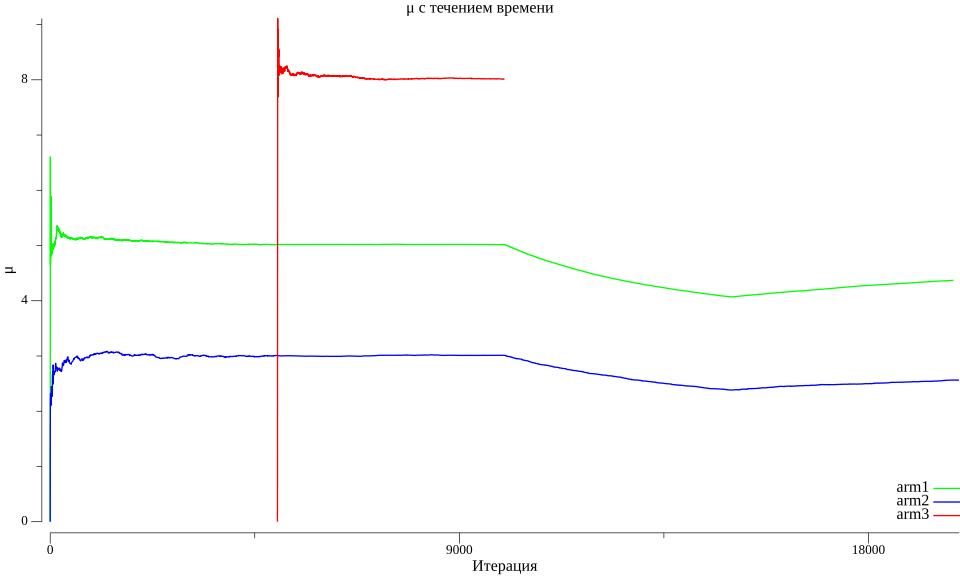 μ с течением времени
8
μ
4
0
arm1
arm2
arm3
0
9000
18000
Итерация